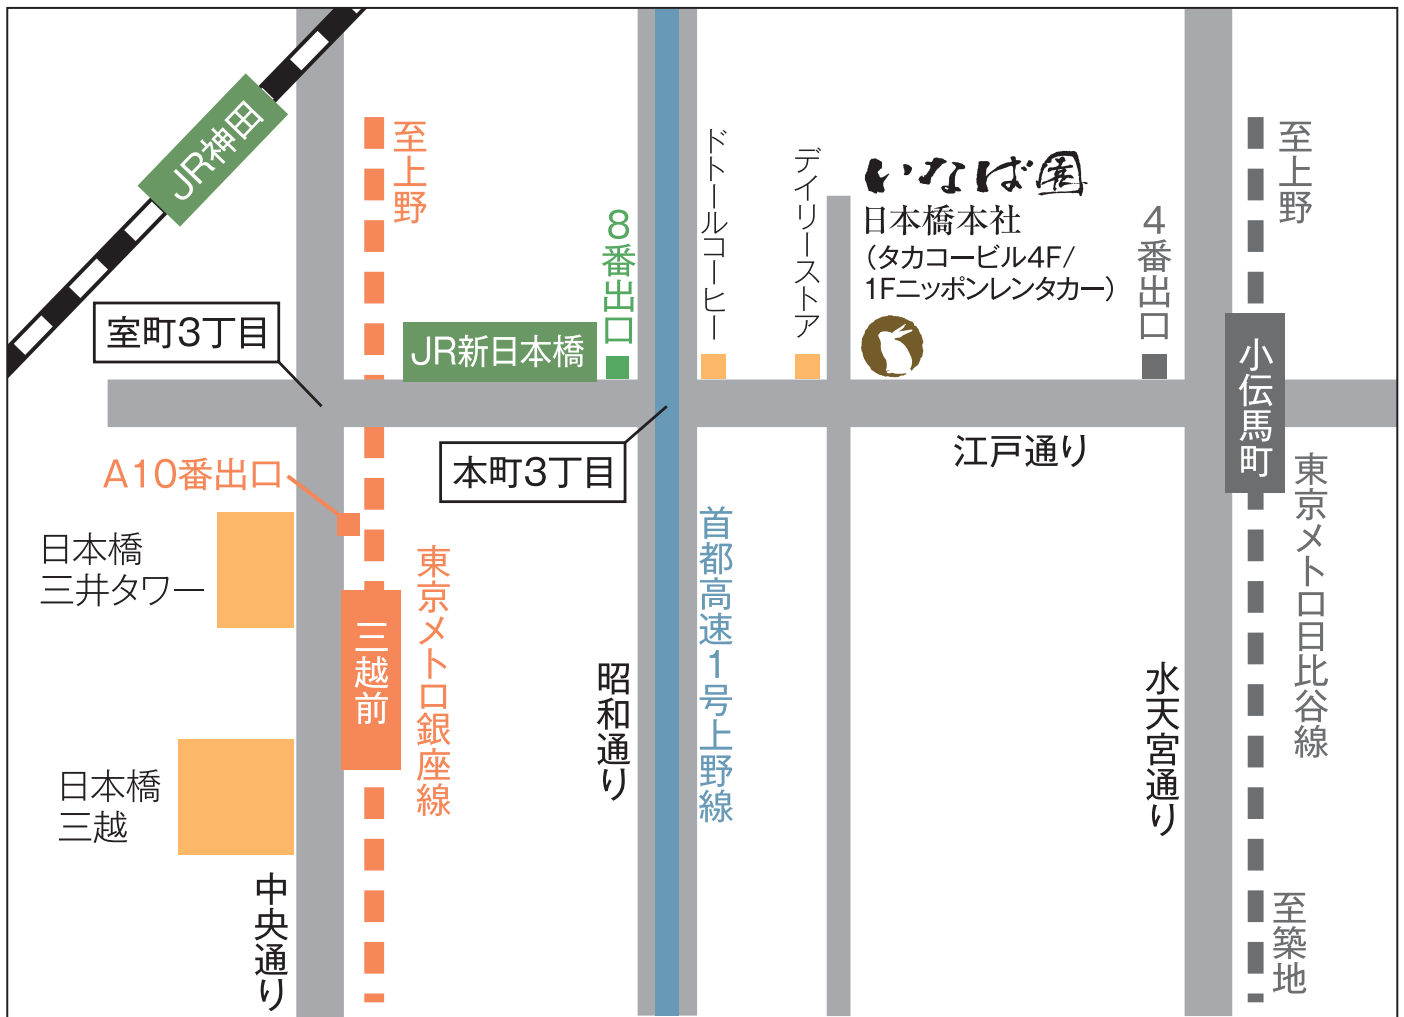 JR神田
至上野
8番出口
ドトールコーヒー
デイリーストア
いなば園
日本橋本社
（タカコービル4F/
1Fニッポンレンタカー）
4番出口
至上野
室町3丁目
JR新日本橋
小伝馬町
本町3丁目
江戸通り
A10番出口
日本橋
三井タワー
三越前
東京メトロ銀座線
首都高速1号上野線
昭和通り
水天宮通り
東京メトロ日比谷線
日本橋
三越
中央通り
至築地